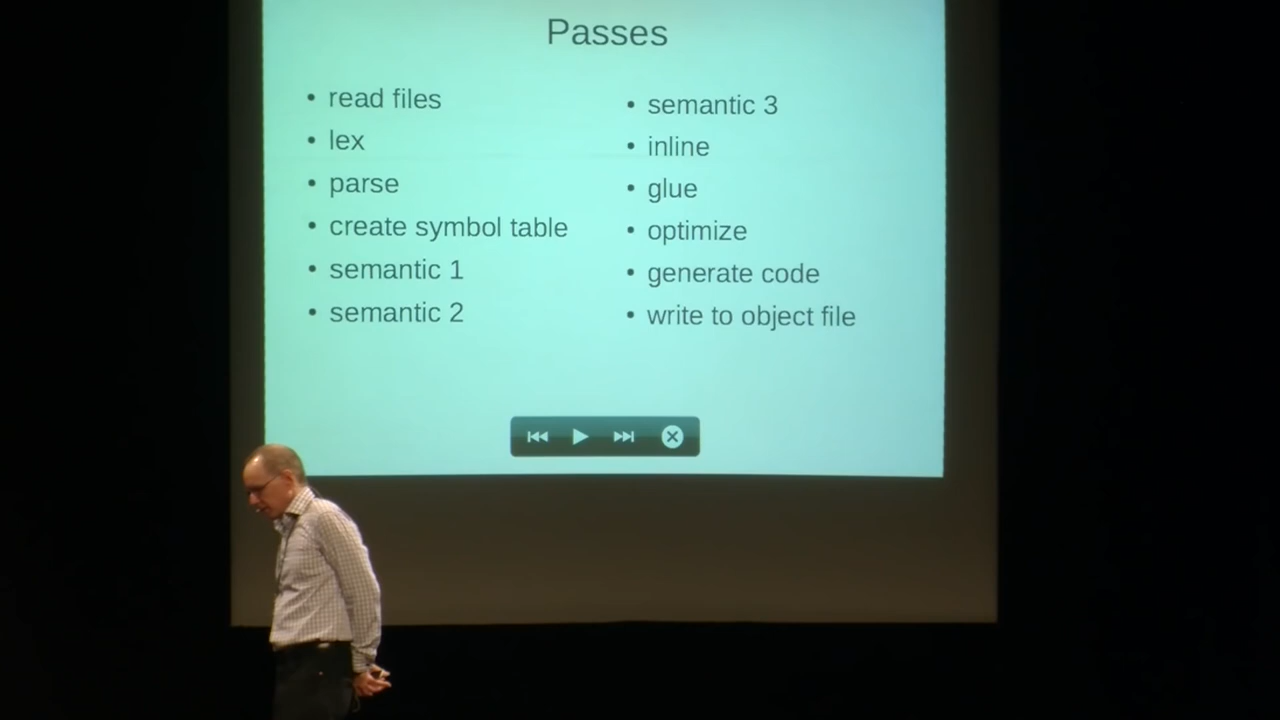 Passes
• read files
• lex
• parse
• create symbol table
• semantic 1
• semantic 2
• semantic 3
• inline
• glue
• optimize
• generate code
• write to object file